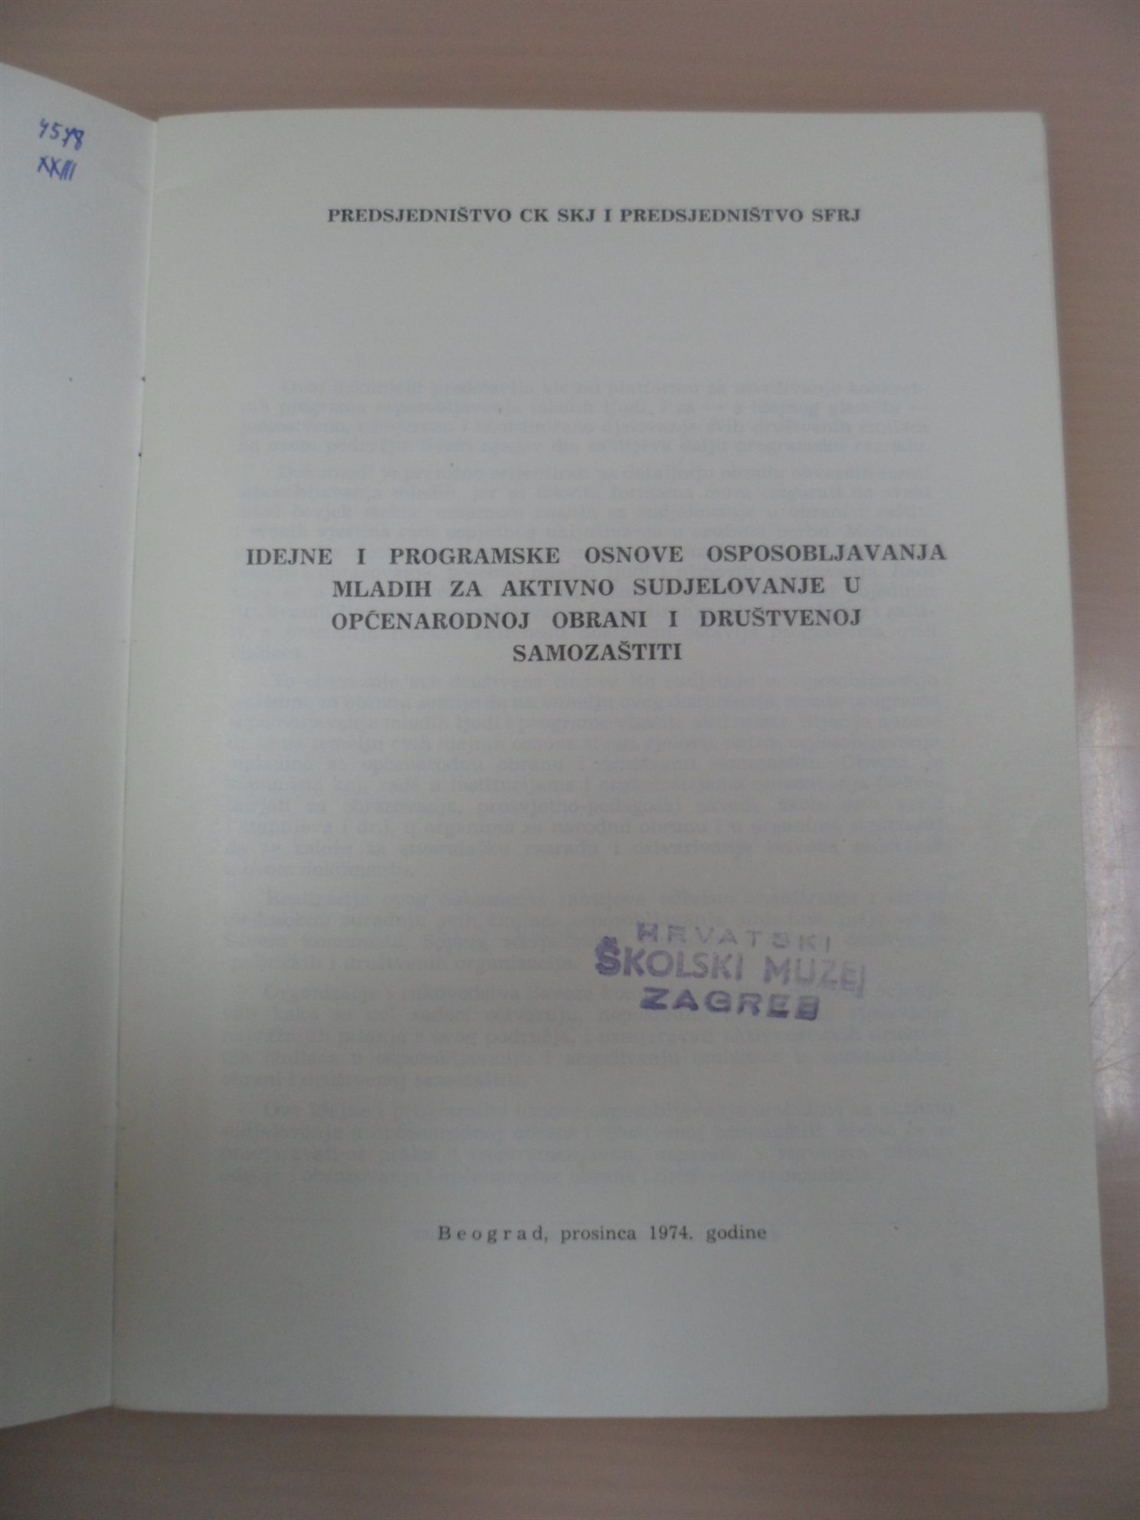 4578
XXIII
PREDSJEDNIŠTVO CK SKJ I PREDSJEDNIŠTVO SFRJ
IDEJNE I PROGRAMSKE OSNOVE OSPOSOBLJAVANJA
MLADIH ZA AKTIVNO SUDJELOVANJE U
OPĆENARODNOJ OBRANI I DRUŠTVENOJ
SAMOZAŠTITI
HRVATSKI
ŠKOLSKI MUZEJ
ZAGREB
Beograd, prosinca 1974. godine